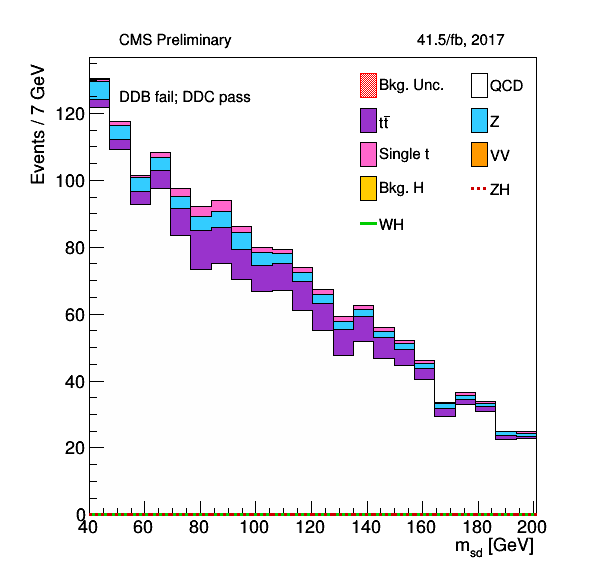 CMS Preliminary 41.5/fb, 2017
Events / 7 GeV
DDB fail; DDC pass
Bkg. Unc. QCD
tt̄ Z
Single t VV
Bkg. H ZH
WH
120
100
80
60
40
20
0
40 60 80 100 120 140 160 180 200
m_sd [GeV]